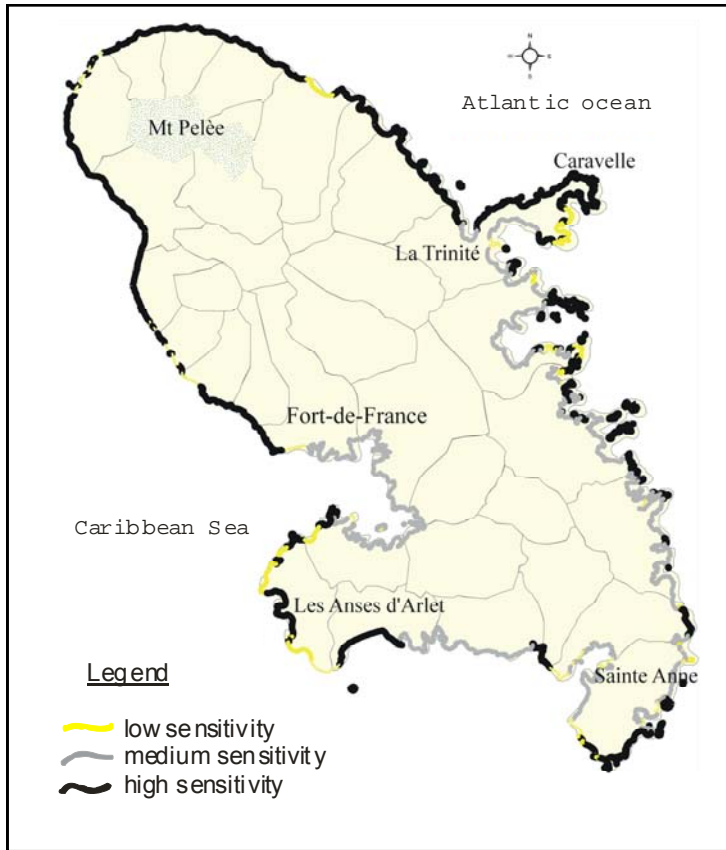 N
S
Atlantic ocean
Mt Pelèe
Caravelle
La Trinité
Fort-de-France
Caribbean Sea
Les Anses d'Arlet
Sainte Anne
Legend
low sensitivity
medium sensitivity
high sensitivity